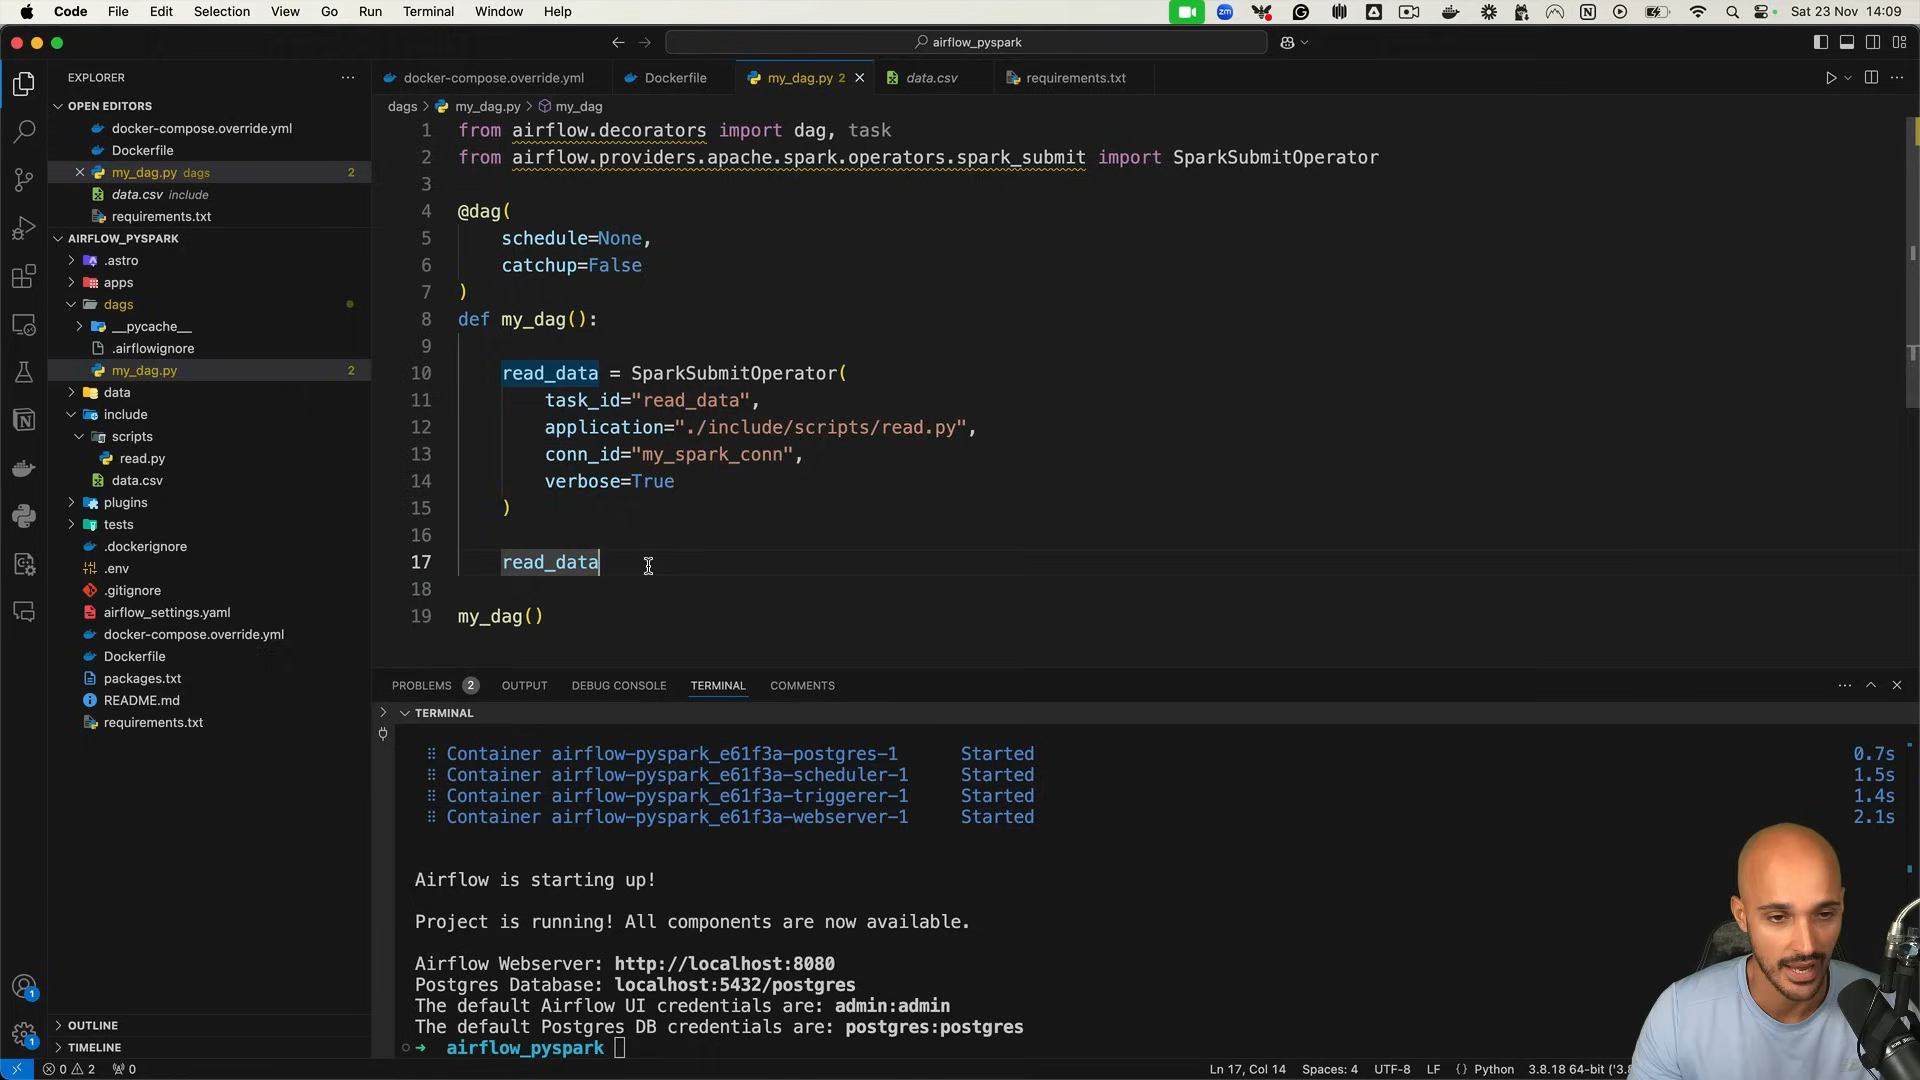 Code File Edit Selection View Go Run Terminal Window Help
zm
Sat 23 Nov 14:09
airflow_pyspark
EXPLORER
docker-compose.override.yml
Dockerfile
my_dag.py 2
data.csv
requirements.txt
OPEN EDITORS
docker-compose.override.yml
Dockerfile
my_dag.py dags 2
data.csv include
requirements.txt
AIRFLOW_PYSPARK
.astro
apps
dags
__pycache__
.airflowignore
my_dag.py 2
data
include
scripts
read.py
data.csv
plugins
tests
.dockerignore
.env
.gitignore
airflow_settings.yaml
docker-compose.override.yml
Dockerfile
packages.txt
README.md
requirements.txt
OUTLINE
TIMELINE
dags > my_dag.py > my_dag
1 from airflow.decorators import dag, task
2 from airflow.providers.apache.spark.operators.spark_submit import SparkSubmitOperator
3
4 @dag(
5 schedule=None,
6 catchup=False
7 )
8 def my_dag():
9
10 read_data = SparkSubmitOperator(
11 task_id="read_data",
12 application="./include/scripts/read.py",
13 conn_id="my_spark_conn",
14 verbose=True
15 )
16
17 read_data
18
19 my_dag()
PROBLEMS 2 OUTPUT DEBUG CONSOLE TERMINAL COMMENTS
TERMINAL
Container airflow-pyspark_e61f3a-postgres-1 Started 0.7s
Container airflow-pyspark_e61f3a-scheduler-1 Started 1.5s
Container airflow-pyspark_e61f3a-triggerer-1 Started 1.4s
Container airflow-pyspark_e61f3a-webserver-1 Started 2.1s
Airflow is starting up!
Project is running! All components are now available.
Airflow Webserver: http://localhost:8080
Postgres Database: localhost:5432/postgres
The default Airflow UI credentials are: admin:admin
The default Postgres DB credentials are: postgres:postgres
→ airflow_pyspark
1
1
0 2 0
Ln 17, Col 14 Spaces: 4 UTF-8 LF {} Python 3.8.18 64-bit ('3.8